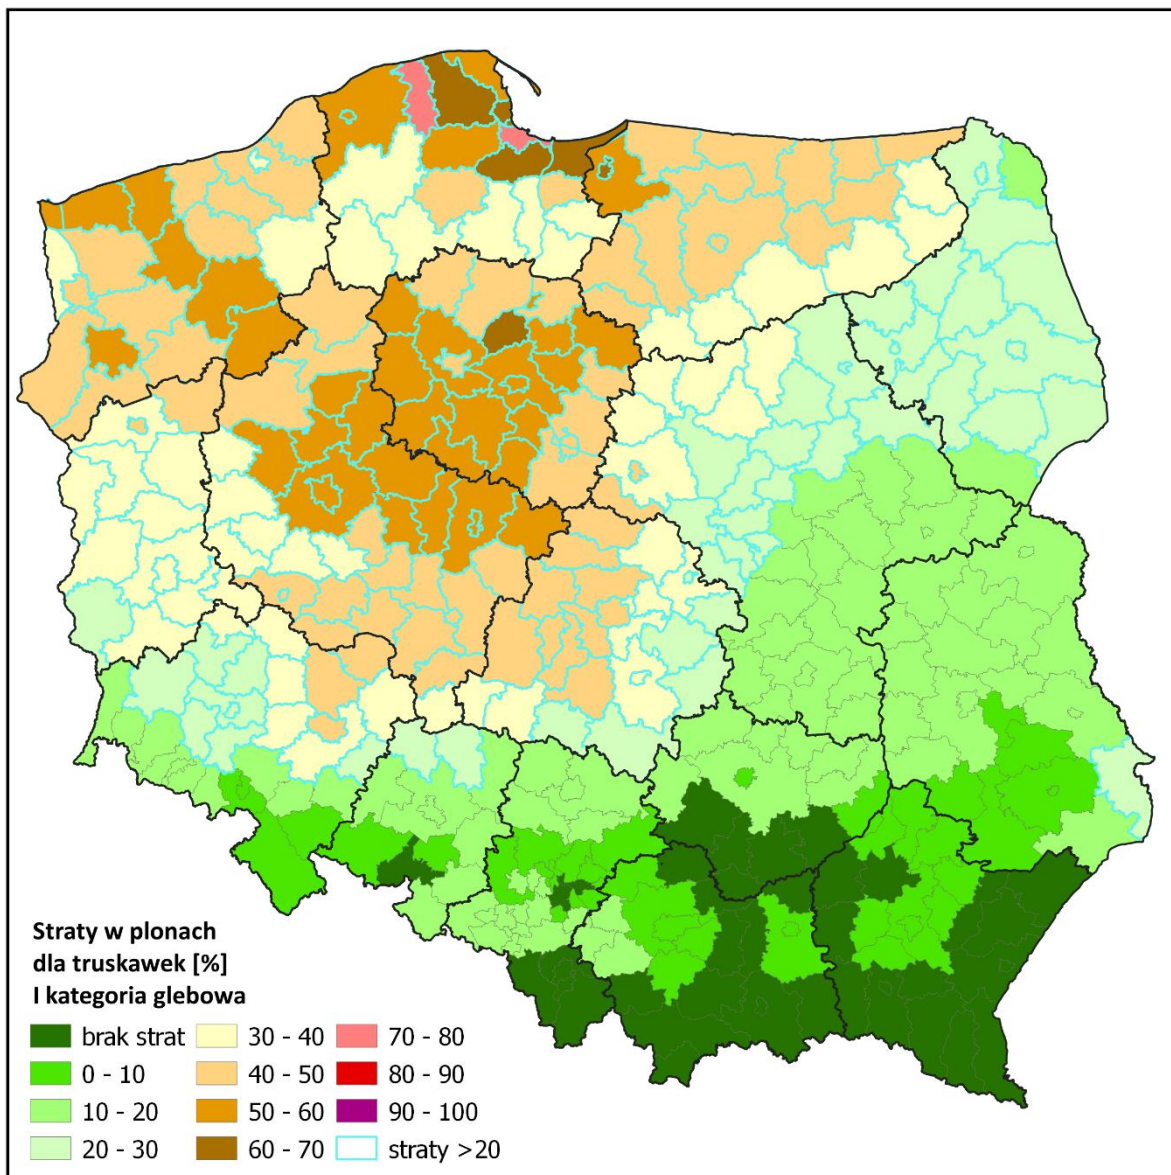 Straty w plonach
dla truskawek [%]
I kategoria glebowa
brak strat
0 - 10
10 - 20
20 - 30
30 - 40
40 - 50
50 - 60
60 - 70
70 - 80
80 - 90
90 - 100
straty >20